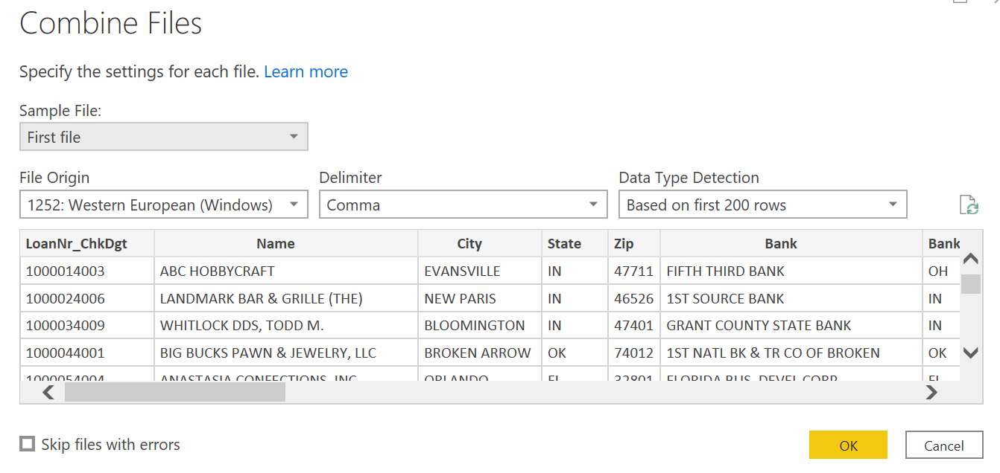 Combine Files
Specify the settings for each file. Learn more
Sample File:
First file
File Origin Delimiter Data Type Detection
1252: Western European (Windows) Comma Based on first 200 rows
LoanNr_ChkDgt Name City State Zip Bank Bank
1000014003 ABC HOBBYCRAFT EVANSVILLE IN 47711 FIFTH THIRD BANK OH
1000024006 LANDMARK BAR & GRILLE (THE) NEW PARIS IN 46526 1ST SOURCE BANK IN
1000034009 WHITLOCK DDS, TODD M. BLOOMINGTON IN 47401 GRANT COUNTY STATE BANK IN
1000044001 BIG BUCKS PAWN & JEWELRY, LLC BROKEN ARROW OK 74012 1ST NATL BK & TR CO OF BROKEN OK
1000054004 ANASTASIA CONFECTIONS, INC. ORLANDO FL 32801 FLORIDA BUS. DEVEL CORP FL
Skip files with errors
OK Cancel